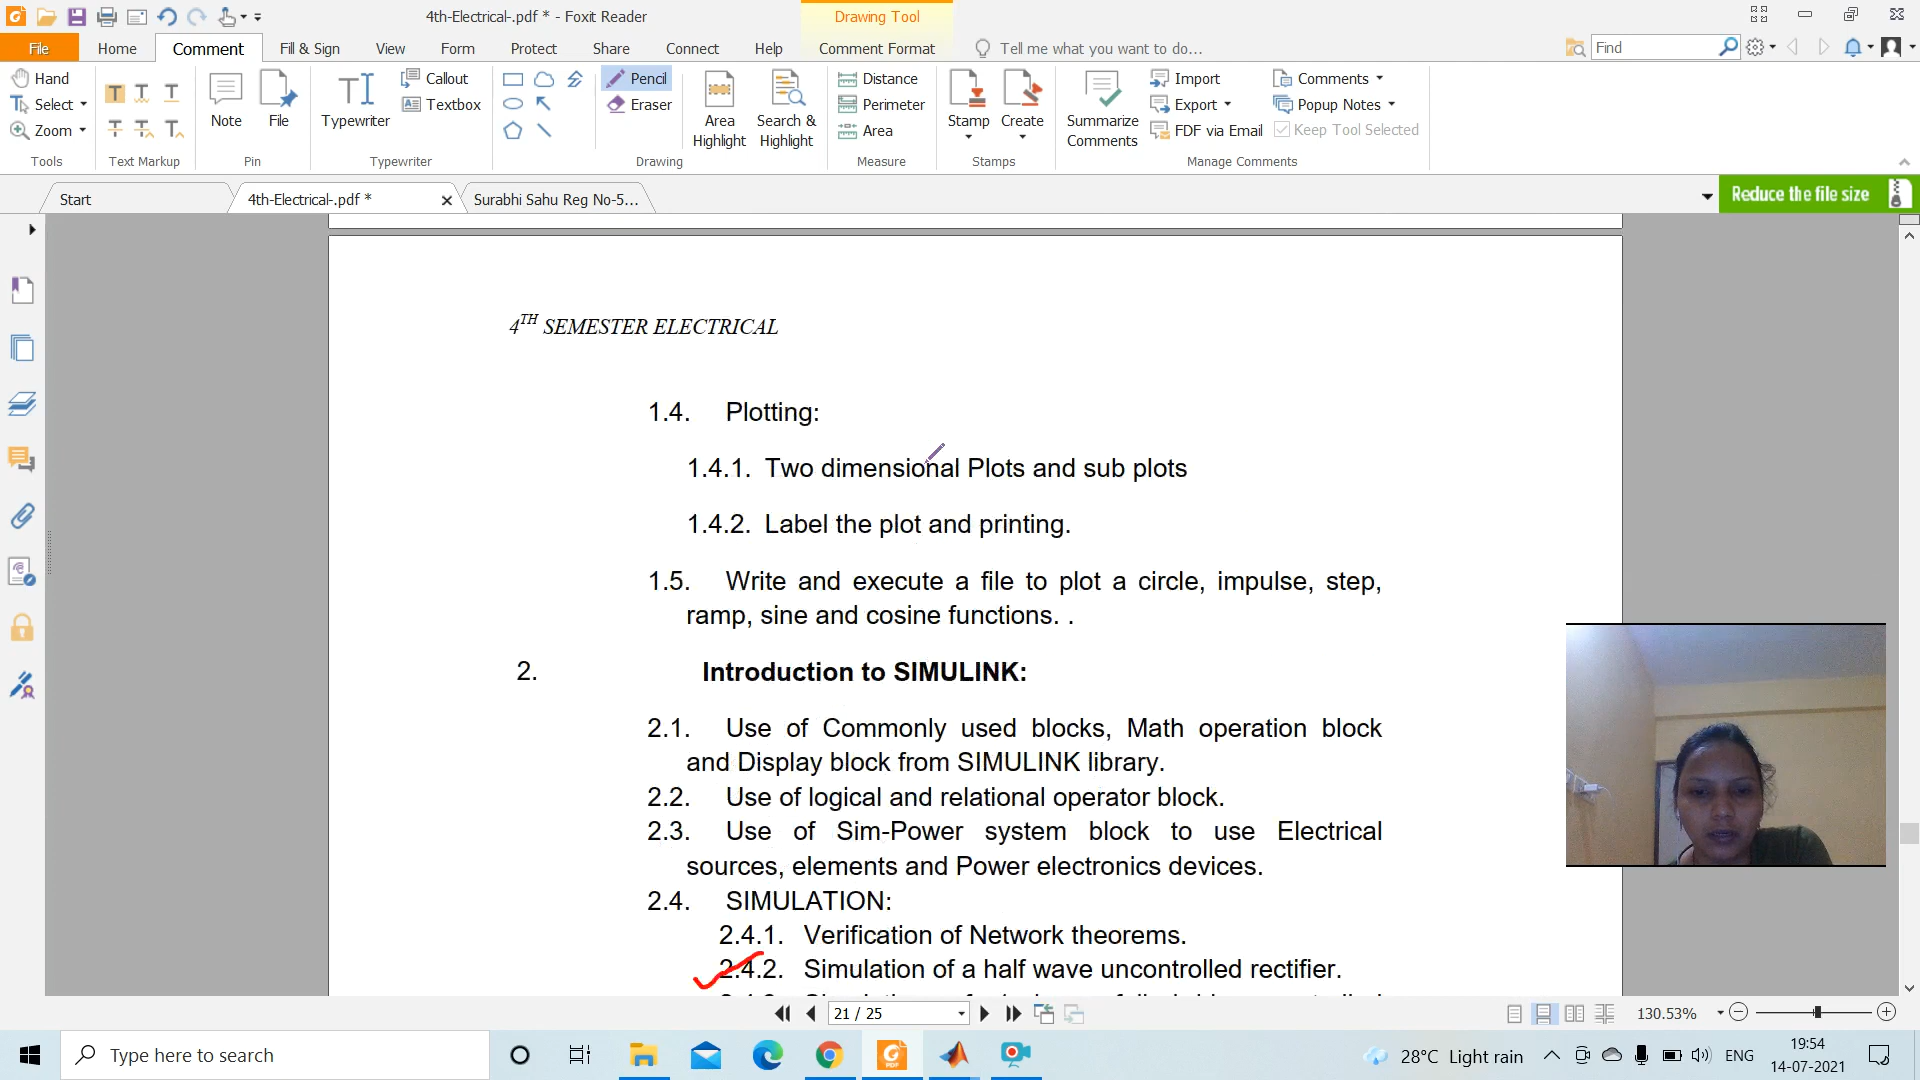 4th-Electrical-.pdf * - Foxit Reader
Drawing Tool
File
Home
Comment
Fill & Sign
View
Form
Protect
Share
Connect
Help
Comment Format
Tell me what you want to do...
Find
Hand
Select
Zoom
Tools
Text Markup
Note
File
Pin
Typewriter
Callout
Textbox
Typewriter
Pencil
Eraser
Area
Highlight
Search &
Highlight
Drawing
Distance
Perimeter
Area
Measure
Stamp
Create
Stamps
Summarize
Comments
Import
Export
FDF via Email
Comments
Popup Notes
Keep Tool Selected
Manage Comments
Start
4th-Electrical-.pdf *
Surabhi Sahu Reg No-5...
Reduce the file size
4TH SEMESTER ELECTRICAL
1.4. Plotting:
1.4.1. Two dimensional Plots and sub plots
1.4.2. Label the plot and printing.
1.5. Write and execute a file to plot a circle, impulse, step,
ramp, sine and cosine functions. .
2. Introduction to SIMULINK:
2.1. Use of Commonly used blocks, Math operation block
and Display block from SIMULINK library.
2.2. Use of logical and relational operator block.
2.3. Use of Sim-Power system block to use Electrical
sources, elements and Power electronics devices.
2.4. SIMULATION:
2.4.1. Verification of Network theorems.
2.4.2. Simulation of a half wave uncontrolled rectifier.
21 / 25
130.53%
Type here to search
28°C Light rain
ENG
19:54
14-07-2021